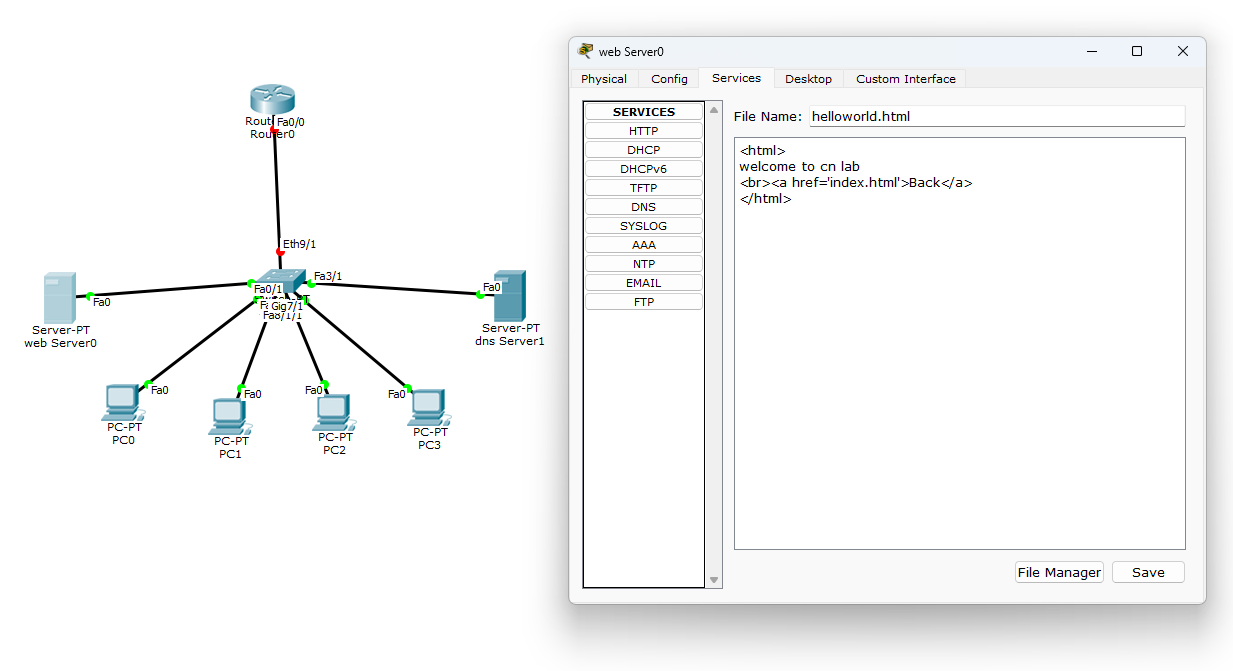 Fa0/0
Router0
Eth9/1
Fa3/1
Fa0/1
Gig7/1
Fa8/1/1
Fa0
Server-PT
web Server0
Fa0
Server-PT
dns Server1
Fa0
PC-PT
PC0
Fa0
PC-PT
PC1
Fa0
PC-PT
PC2
Fa0
PC-PT
PC3
web Server0
Physical Config Services Desktop Custom Interface
SERVICES
HTTP
DHCP
DHCPv6
TFTP
DNS
SYSLOG
AAA
NTP
EMAIL
FTP
File Name: helloworld.html
<html>
welcome to cn lab
<br><a href='index.html'>Back</a>
</html>
File Manager Save